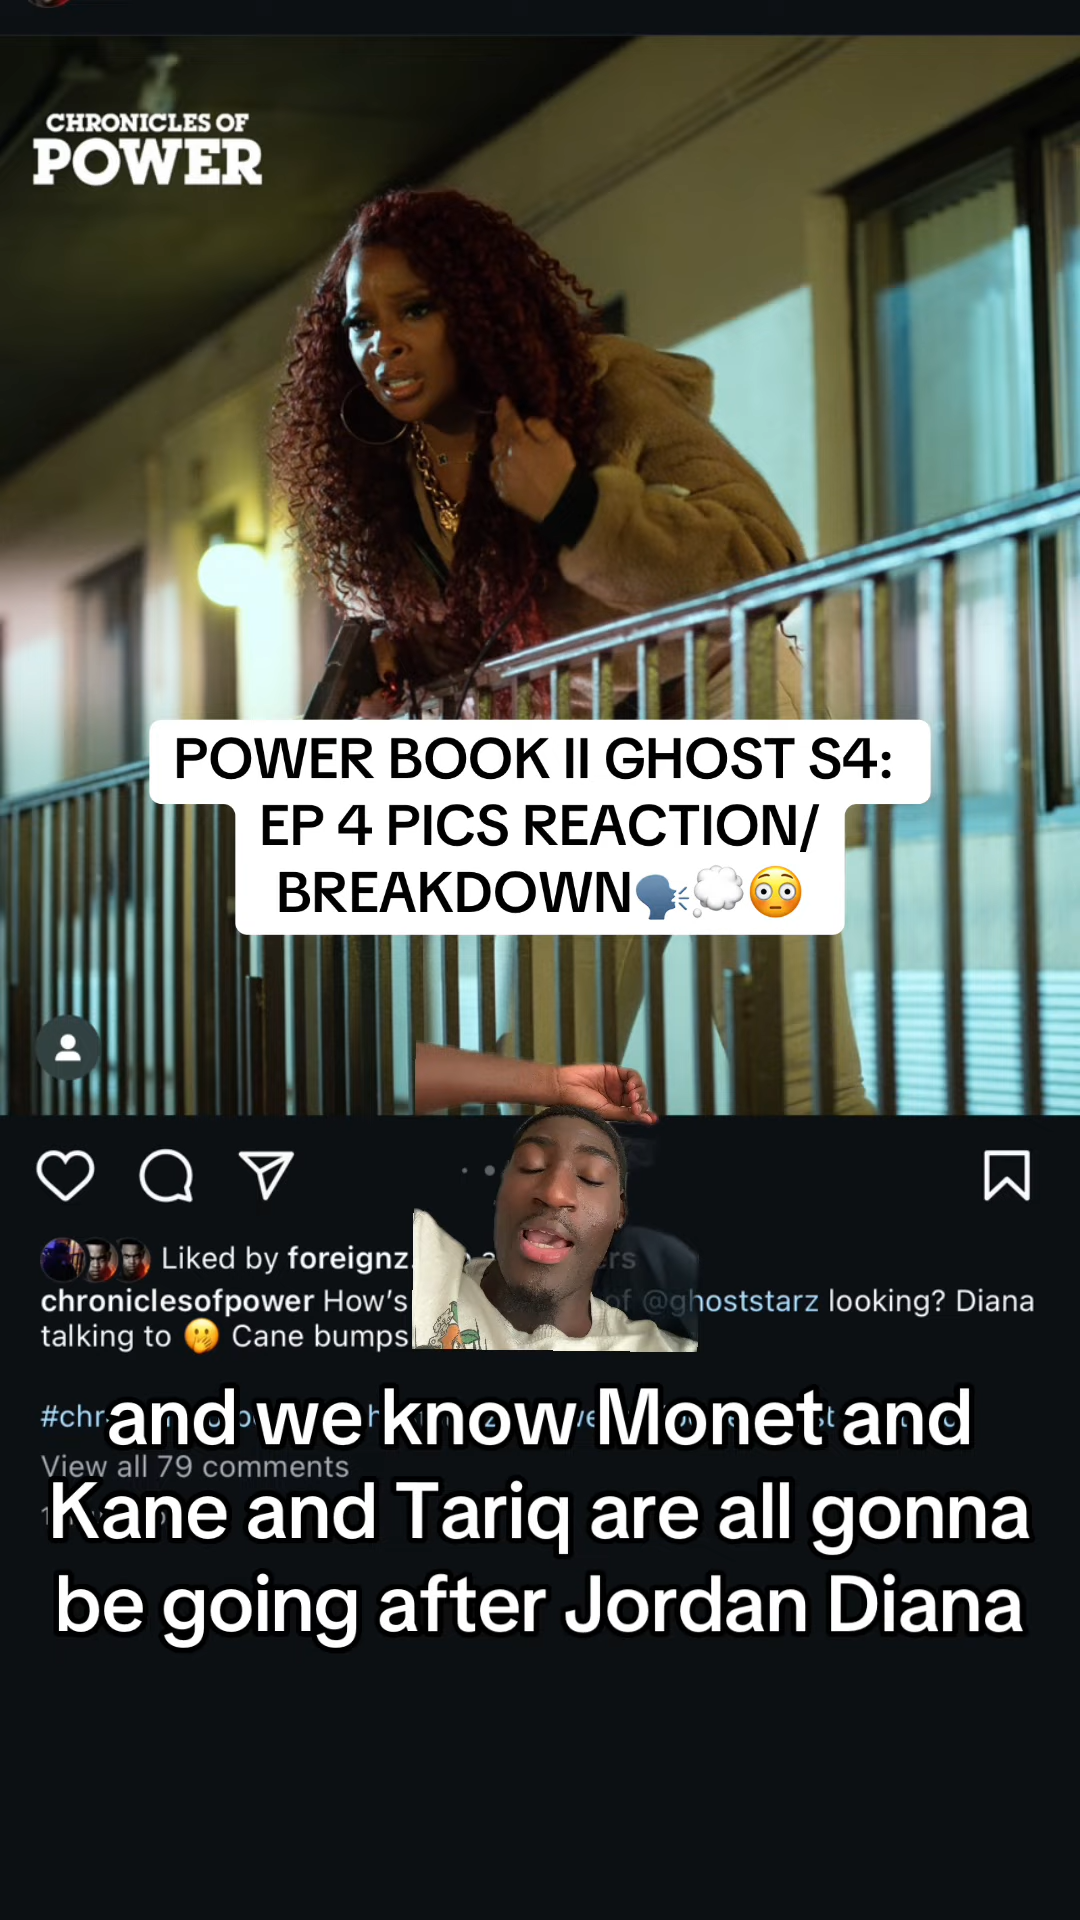 CHRONICLES OF
POWER
POWER BOOK II GHOST S4:
EP 4 PICS REACTION/
BREAKDOWN🗣️💭😳
Liked by foreignz
chroniclesofpower How's of @ghoststarz looking? Diana
talking to 🤭 Cane bumps
#chr
View all 79 comments
and we know Monet and
Kane and Tariq are all gonna
be going after Jordan Diana